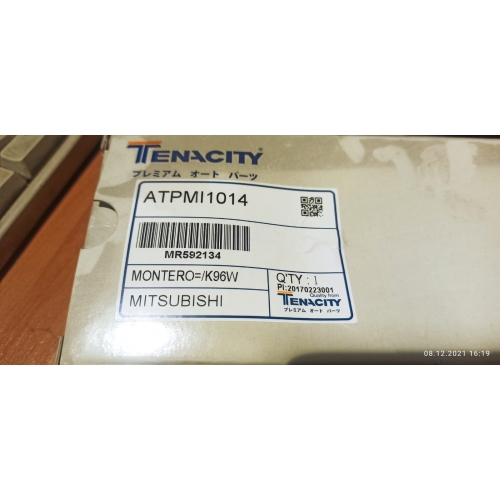 TENACITY®
プレミアム オート パーツ
ATPMI1014
MR592134
MONTERO=/K96W
Q'TY : 1
PI:20170223001
MITSUBISHI
Quality from
TENACITY
プレミアム オート パーツ
08.12.2021 16:19